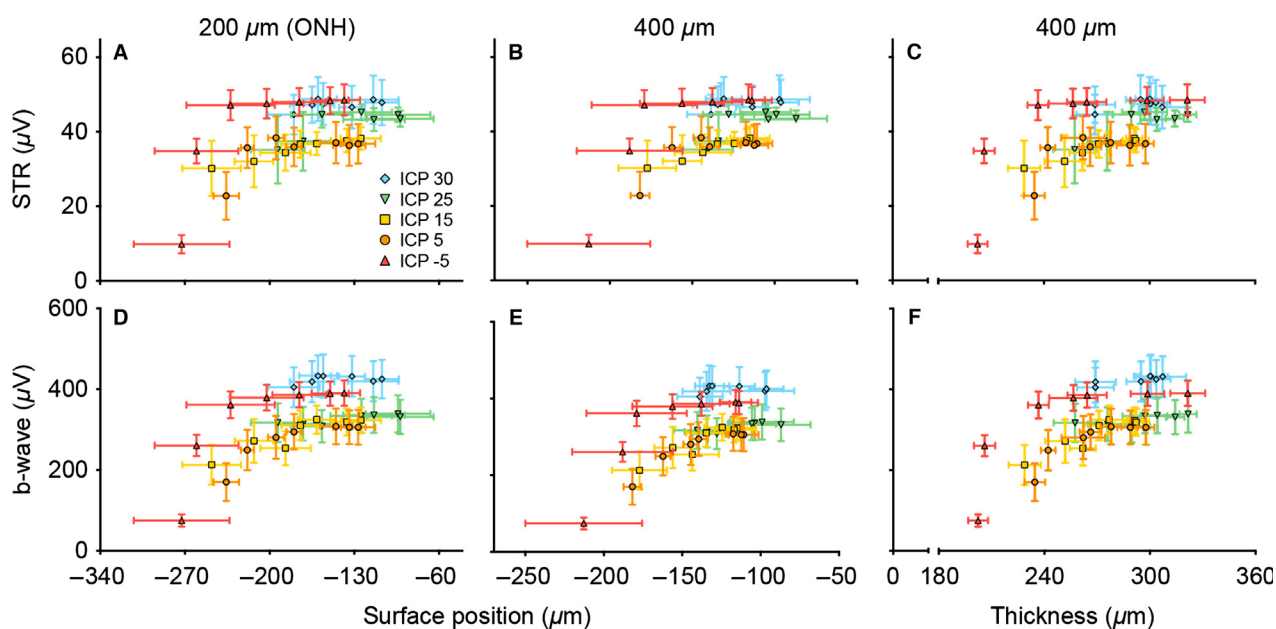 200 µm (ONH) 400 µm 400 µm
A B C
STR (µV)
60
40
20
0
ICP 30
ICP 25
ICP 15
ICP 5
ICP -5
D E F
b-wave (µV)
600
400
200
0
–340 –270 –200 –130 –60
–250 –200 –150 –100 –50
0 180 240 300 360
Surface position (µm) Thickness (µm)